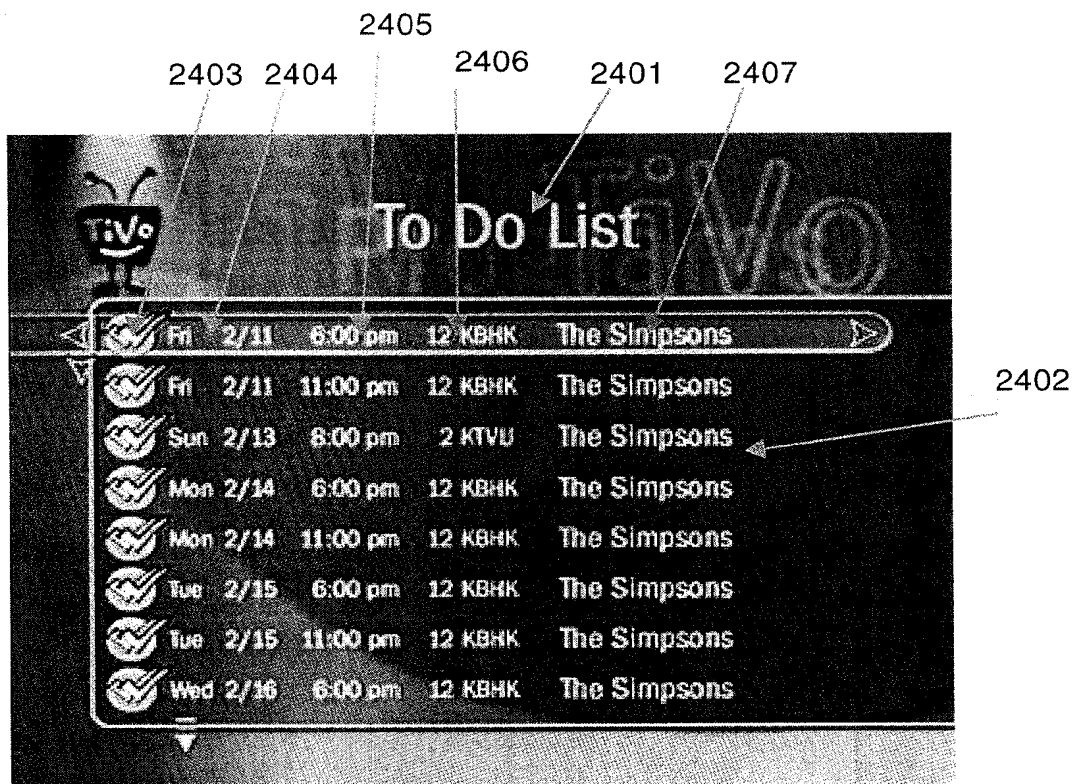 2405
2403 2404 2406 2401 2407
TiVo
TiVo
To Do List
Fri 2/11 6:00 pm 12 KBHK The Simpsons
Fri 2/11 11:00 pm 12 KBHK The Simpsons
2402
Sun 2/13 8:00 pm 2 KTVU The Simpsons
Mon 2/14 6:00 pm 12 KBHK The Simpsons
Mon 2/14 11:00 pm 12 KBHK The Simpsons
Tue 2/15 6:00 pm 12 KBHK The Simpsons
Tue 2/15 11:00 pm 12 KBHK The Simpsons
Wed 2/16 6:00 pm 12 KBHK The Simpsons